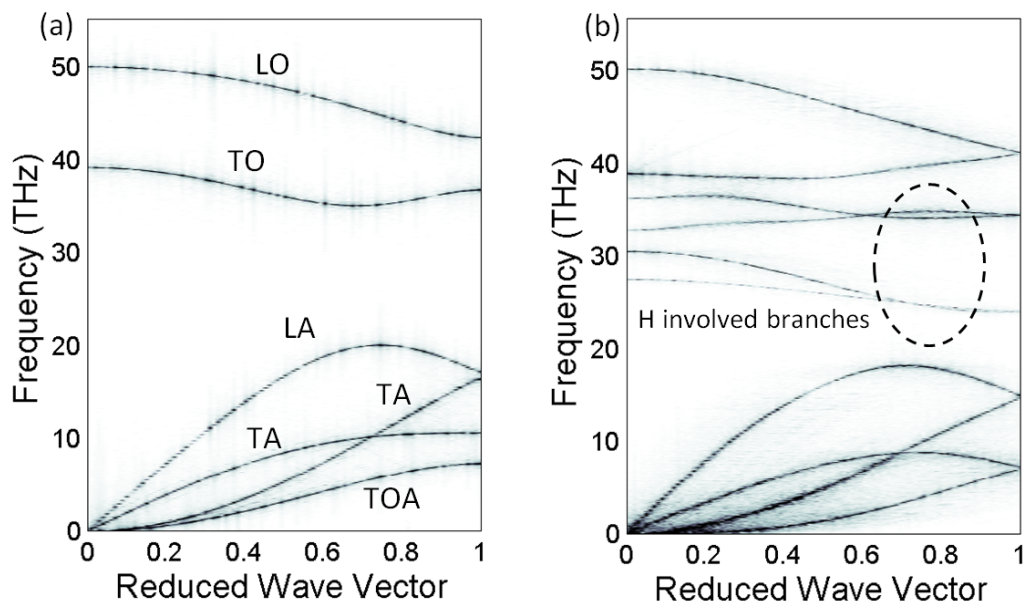 (a)
50
40
30
20
10
0
Frequency (THz)
LO
TO
LA
TA
TA
TOA
0 0.2 0.4 0.6 0.8 1
Reduced Wave Vector
(b)
50
40
30
20
10
0
Frequency (THz)
H involved branches
0 0.2 0.4 0.6 0.8 1
Reduced Wave Vector